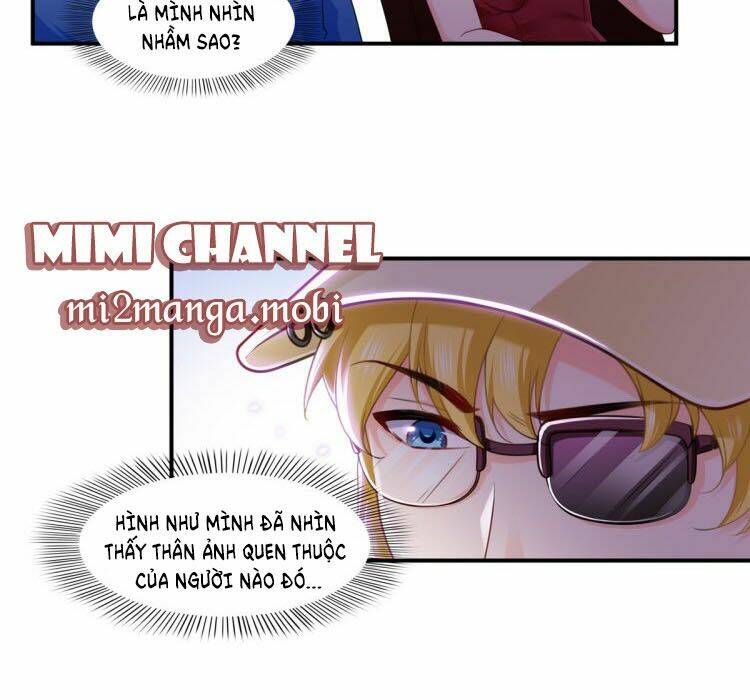 LÀ MÌNH NHÌN
NHẦM SAO?
MIMI CHANNEL
mi2manga.mobi
HÌNH NHƯ MÌNH ĐÃ NHÌN
THẤY THÂN ẢNH QUEN THUỘC
CỦA NGƯỜI NÀO ĐÓ...